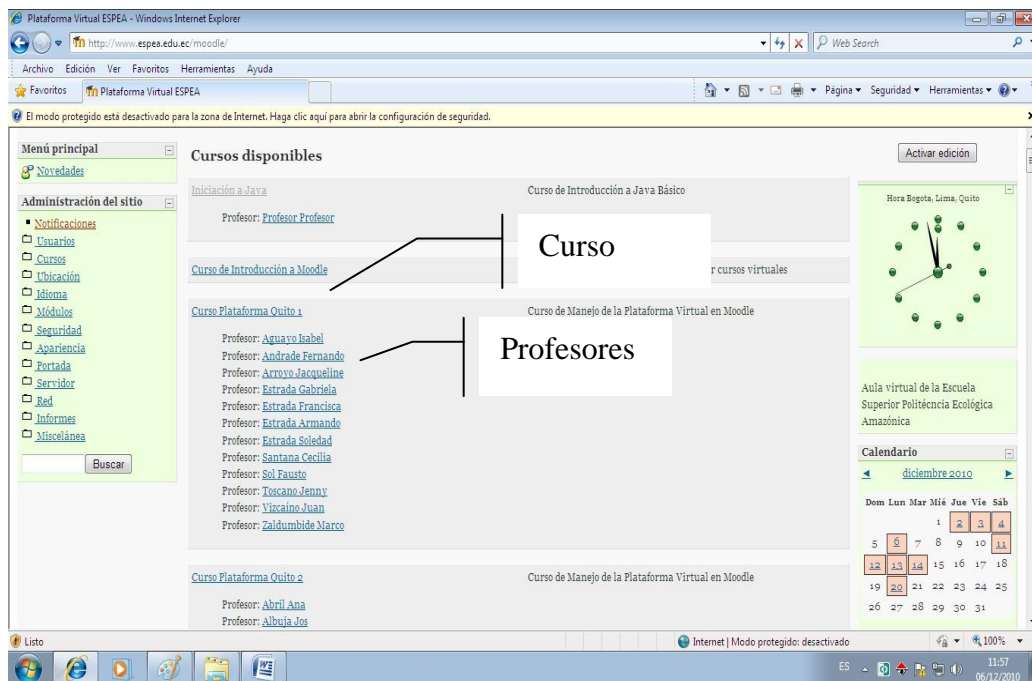 Plataforma Virtual ESPEA - Windows Internet Explorer
http://www.espea.edu.ec/moodle/
Web Search
Archivo Edición Ver Favoritos Herramientas Ayuda
Favoritos Plataforma Virtual ESPEA Página Seguridad Herramientas
El modo protegido está desactivado para la zona de Internet. Haga clic aquí para abrir la configuración de seguridad.
Menú principal
Novedades
Administración del sitio
Notificaciones
Usuarios
Cursos
Ubicación
Idioma
Módulos
Seguridad
Apariencia
Portada
Servidor
Red
Informes
Miscelánea
Buscar
Cursos disponibles
Activar edición
Iniciación a Java Curso de Introducción a Java Básico
Profesor: Profesor Profesor
Curso
Curso de Introducción a Moodle r cursos virtuales
Curso Plataforma Quito 1 Curso de Manejo de la Plataforma Virtual en Moodle
Profesores
Profesor: Aguayo Isabel
Profesor: Andrade Fernando
Profesor: Arroyo Jacqueline
Profesor: Estrada Gabriela
Profesor: Estrada Francisca
Profesor: Estrada Armando
Profesor: Estrada Soledad
Profesor: Santana Cecilia
Profesor: Sol Fausto
Profesor: Toscano Jenny
Profesor: Vizcaíno Juan
Profesor: Zaldumbide Marco
Curso Plataforma Quito 2 Curso de Manejo de la Plataforma Virtual en Moodle
Profesor: Abril Ana
Profesor: Albuja Jos
Hora Bogota, Lima, Quito
Aula virtual de la Escuela
Superior Politécncia Ecológica
Amazónica
Calendario
diciembre 2010
Dom Lun Mar Mié Jue Vie Sáb
1 2 3 4
5 6 7 8 9 10 11
12 13 14 15 16 17 18
19 20 21 22 23 24 25
26 27 28 29 30 31
Listo Internet | Modo protegido: desactivado 100%
ES 11:57
06/12/2010